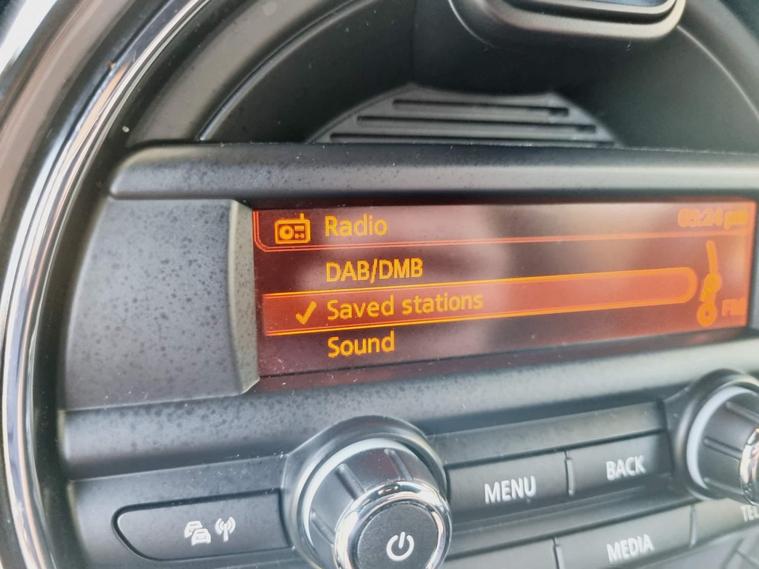 Radio
DAB/DMB
Saved stations
FM
Sound
MENU
BACK
MEDIA